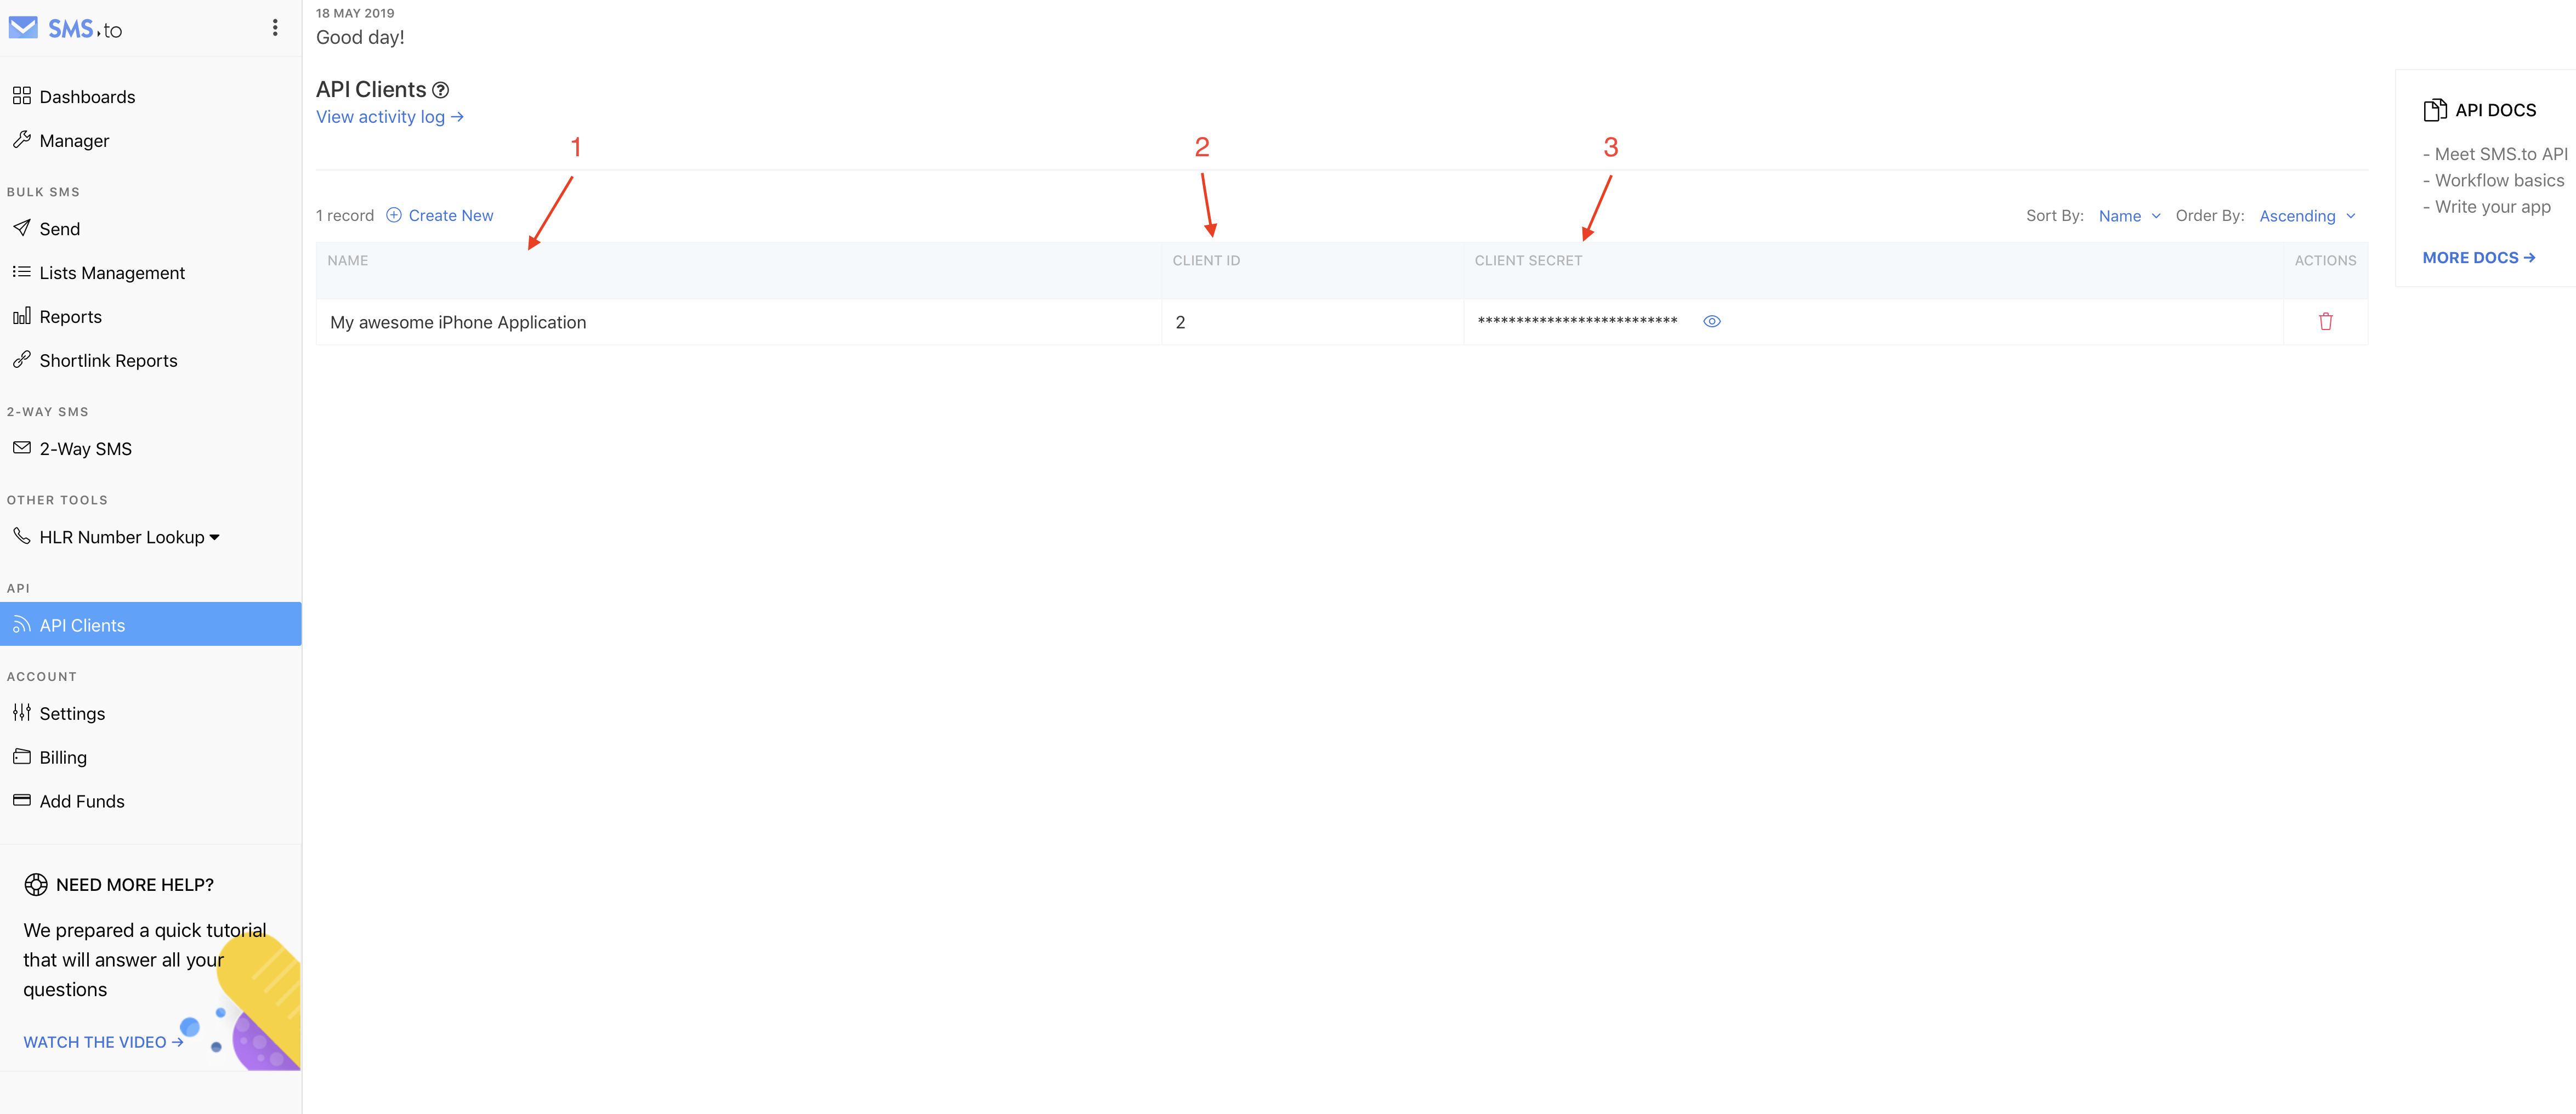 SMS.to
Dashboards
Manager
BULK SMS
Send
Lists Management
Reports
Shortlink Reports
2-WAY SMS
2-Way SMS
OTHER TOOLS
HLR Number Lookup
API
API Clients
ACCOUNT
Settings
Billing
Add Funds
NEED MORE HELP?
We prepared a quick tutorial
that will answer all your
questions
WATCH THE VIDEO →
18 MAY 2019
Good day!
API Clients ?
View activity log →
1 2 3
1 record Create New Sort By: Name Order By: Ascending
NAME CLIENT ID CLIENT SECRET ACTIONS
My awesome iPhone Application 2 **************************
API DOCS
- Meet SMS.to API
- Workflow basics
- Write your app
MORE DOCS →